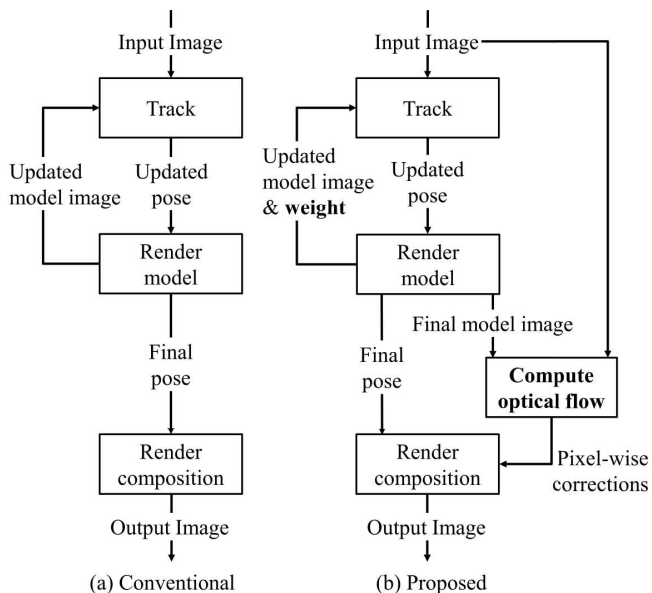 Input Image
Track
Updated
model image
Updated
pose
Render
model
Final
pose
Render
composition
Output Image
(a) Conventional
Input Image
Track
Updated
model image
& weight
Updated
pose
Render
model
Final model image
Final
pose
Compute
optical flow
Render
composition
Pixel-wise
corrections
Output Image
(b) Proposed